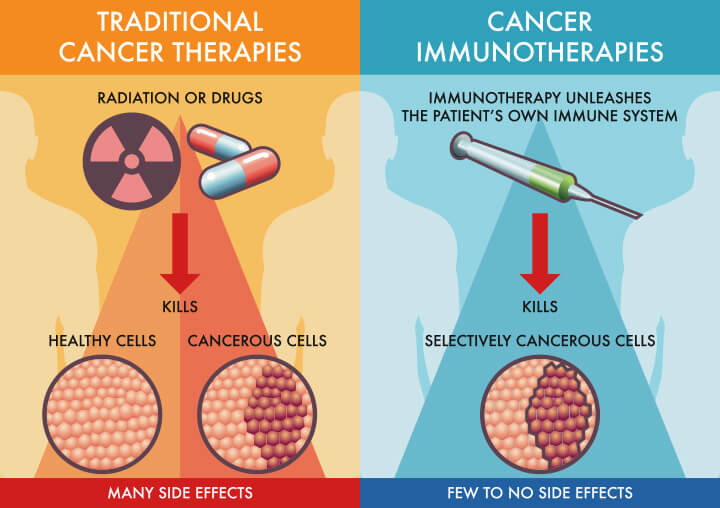 TRADITIONAL
CANCER THERAPIES
RADIATION OR DRUGS
KILLS
HEALTHY CELLS
CANCEROUS CELLS
MANY SIDE EFFECTS
CANCER
IMMUNOTHERAPIES
IMMUNOTHERAPY UNLEASHES
THE PATIENT'S OWN IMMUNE SYSTEM
KILLS
SELECTIVELY CANCEROUS CELLS
FEW TO NO SIDE EFFECTS